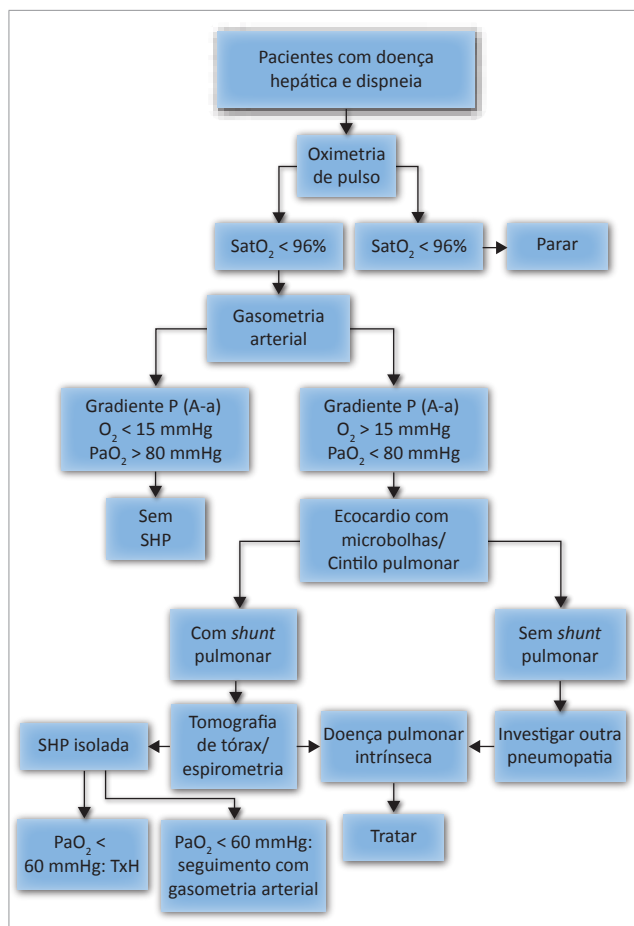 Pacientes com doença
hepática e dispneia
Oximetria
de pulso
SatO₂ < 96%
SatO₂ < 96%
Parar
Gasometria
arterial
Gradiente P (A-a)
O₂ < 15 mmHg
PaO₂ > 80 mmHg
Gradiente P (A-a)
O₂ > 15 mmHg
PaO₂ < 80 mmHg
Sem
SHP
Ecocardio com
microbolhas/
Cintilo pulmonar
Com shunt
pulmonar
Sem shunt
pulmonar
SHP isolada
Tomografia
de tórax/
espirometria
Doença pulmonar
intrínseca
Investigar outra
pneumopatia
PaO₂ <
60 mmHg: TxH
PaO₂ < 60 mmHg:
seguimento com
gasometria arterial
Tratar